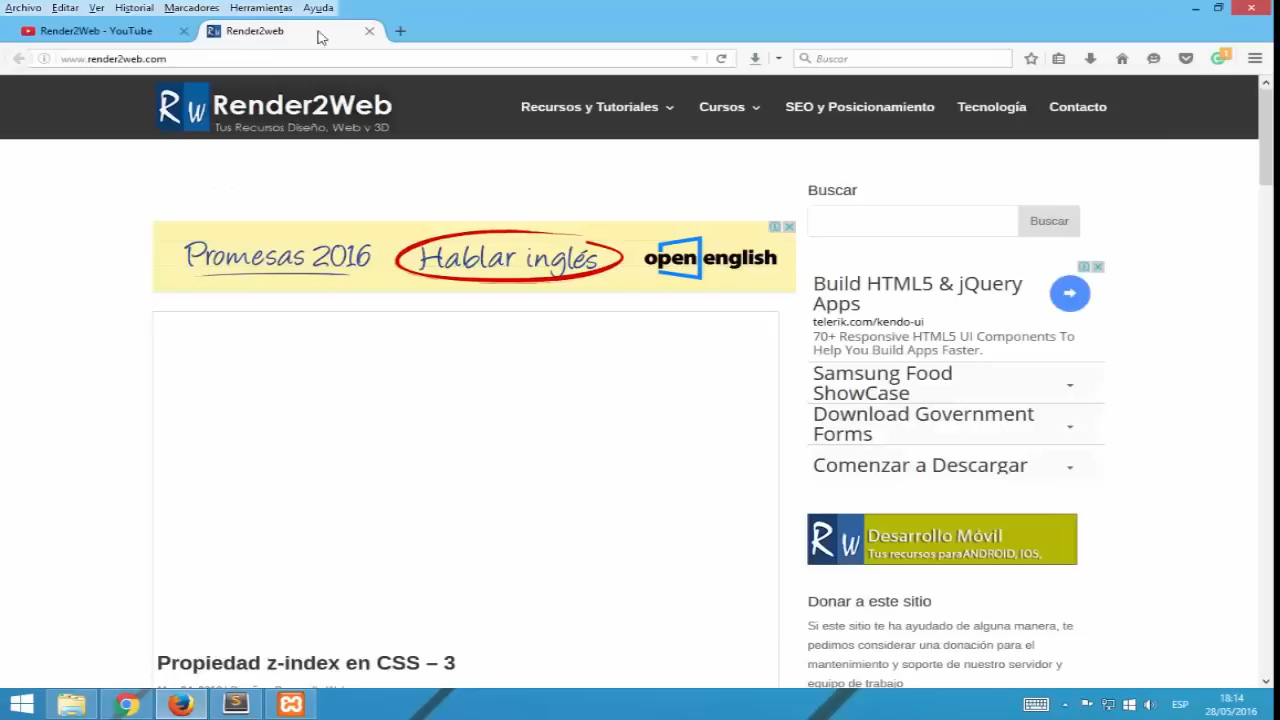 Archivo Editar Ver Historial Marcadores Herramientas Ayuda
Render2Web - YouTube Render2web
www.render2web.com Buscar
Rw Render2Web
Tus Recursos Diseño, Web y 3D
Recursos y Tutoriales Cursos SEO y Posicionamiento Tecnología Contacto
Buscar
Buscar
Promesas 2016 Hablar inglés open english
Build HTML5 & jQuery
Apps
telerik.com/kendo-ui
70+ Responsive HTML5 UI Components To
Help You Build Apps Faster.
Samsung Food
ShowCase
Download Government
Forms
Comenzar a Descargar
Rw Desarrollo Móvil
Tus recursos para ANDROID, IOS,
Donar a este sitio
Si este sitio te ha ayudado de alguna manera, te
pedimos considerar una donación para el
mantenimiento y soporte de nuestro servidor y
equipo de trabajo
Propiedad z-index en CSS – 3
ESP
18:14
28/05/2016